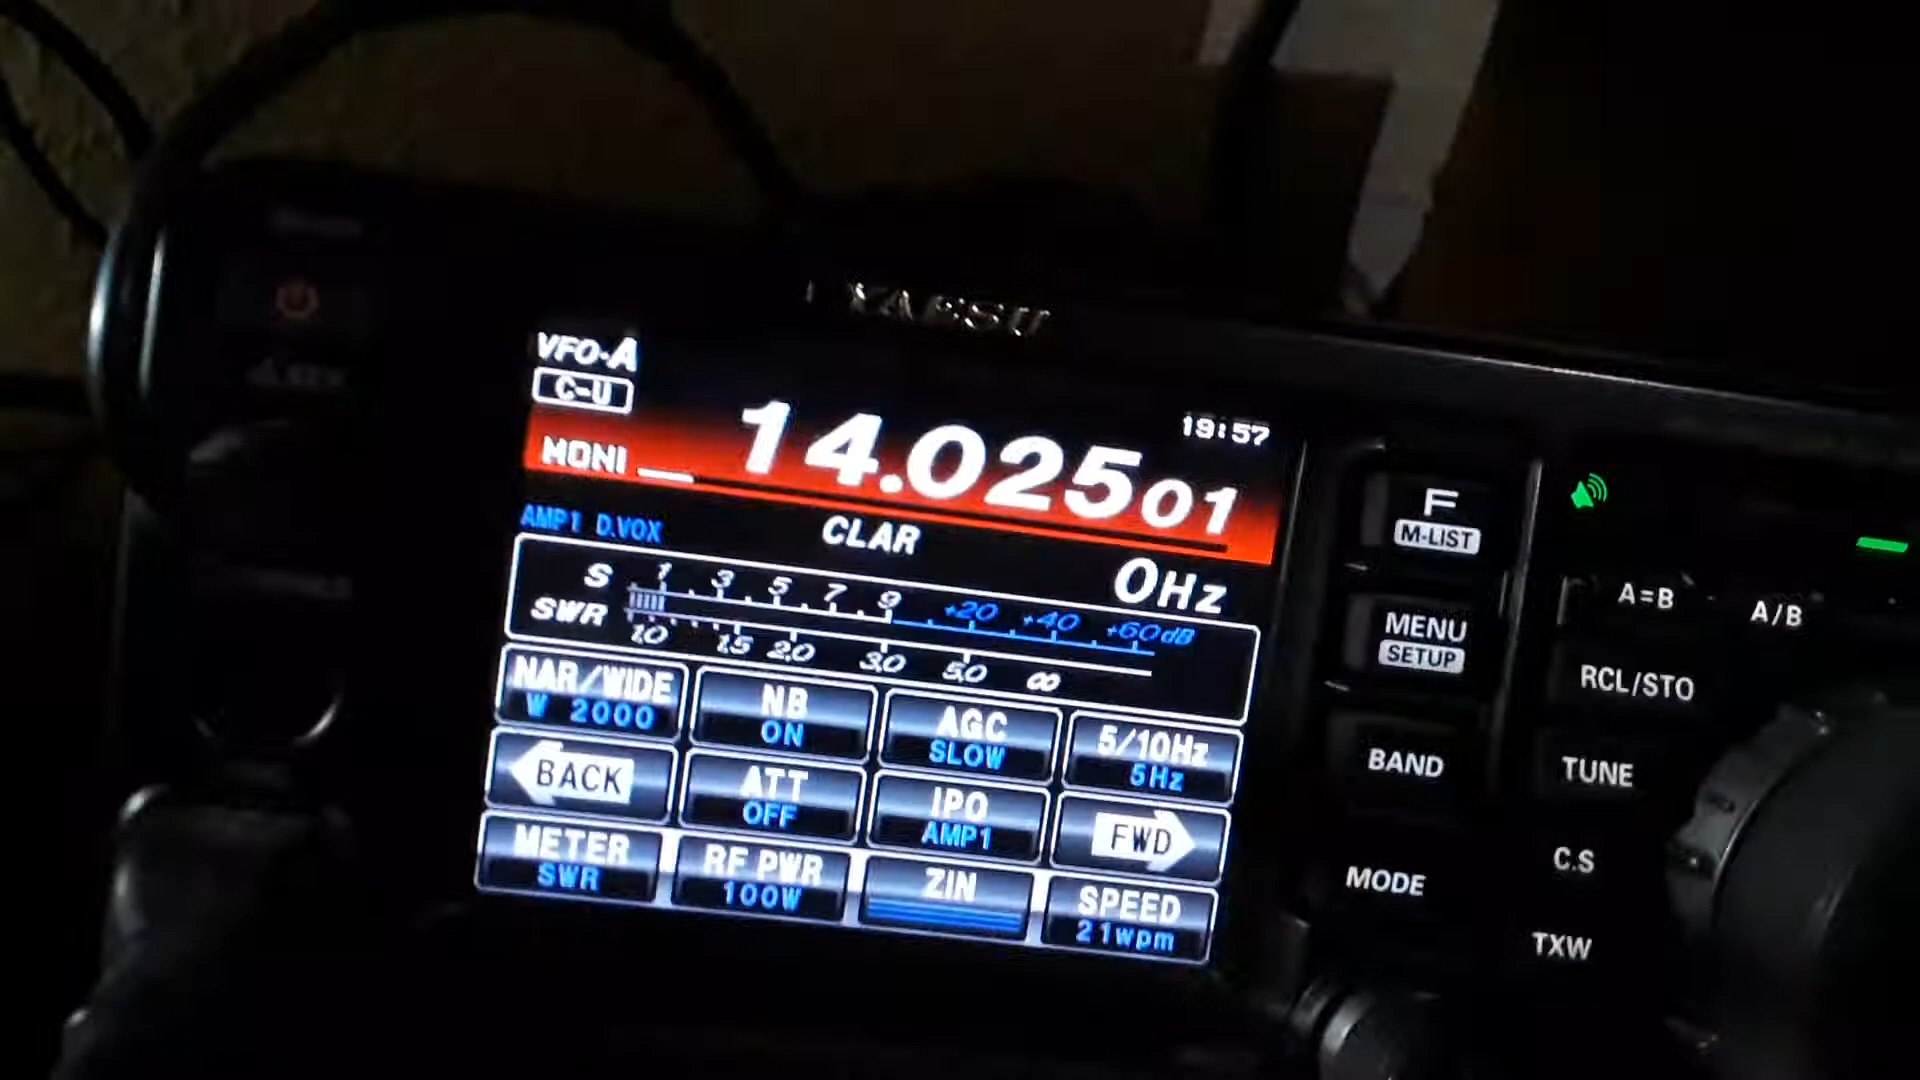 YAESU
VFO-A
C-U
19:57
MONI 14.02501
AMP1 D.VOX CLAR 0Hz
S 1 3 5 7 9 +20 +40 +60dB
SWR 1.0 1.5 2.0 3.0 5.0 ∞
NAR/WIDE NB AGC 5/10Hz
W 2000 ON SLOW 5Hz
BACK ATT IPO FWD
OFF AMP1
METER RF PWR ZIN SPEED
SWR 100W 21wpm
F
M-LIST
MENU
SETUP
BAND
MODE
A=B A/B
RCL/STO
TUNE
C.S
TXW